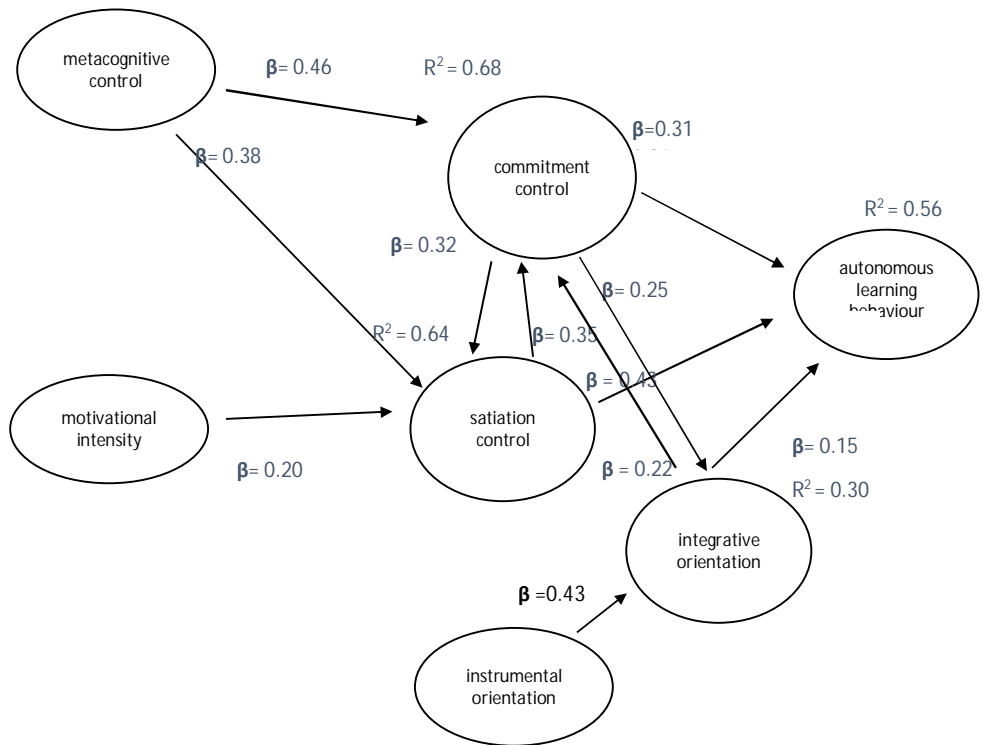 metacognitive
control
β= 0.46
R² = 0.68
β=0.31
commitment
control
β= 0.38
R² = 0.56
β= 0.32
autonomous
learning
behaviour
β= 0.25
R² = 0.64
β= 0.35
β = 0.43
motivational
intensity
satiation
control
β= 0.20
β = 0.22
β= 0.15
R² = 0.30
integrative
orientation
β =0.43
instrumental
orientation